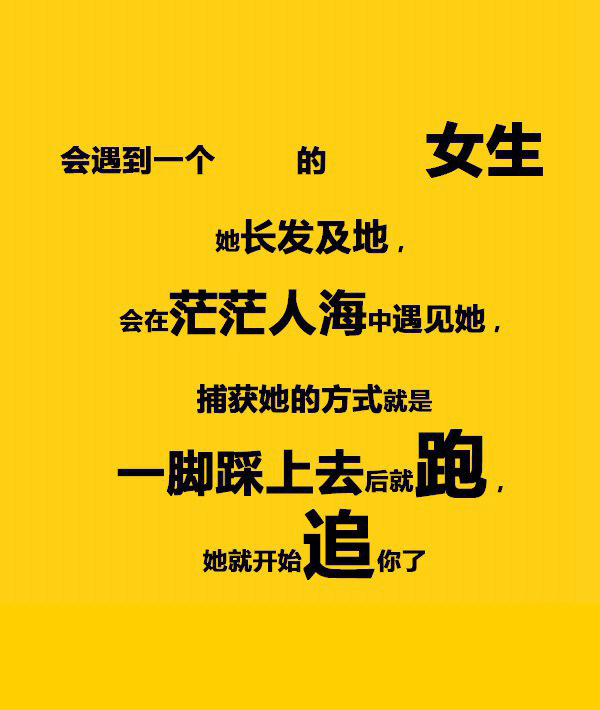 会遇到一个 的 女生
她长发及地，
会在茫茫人海中遇见她，
捕获她的方式就是
一脚踩上去后就跑，
她就开始追你了